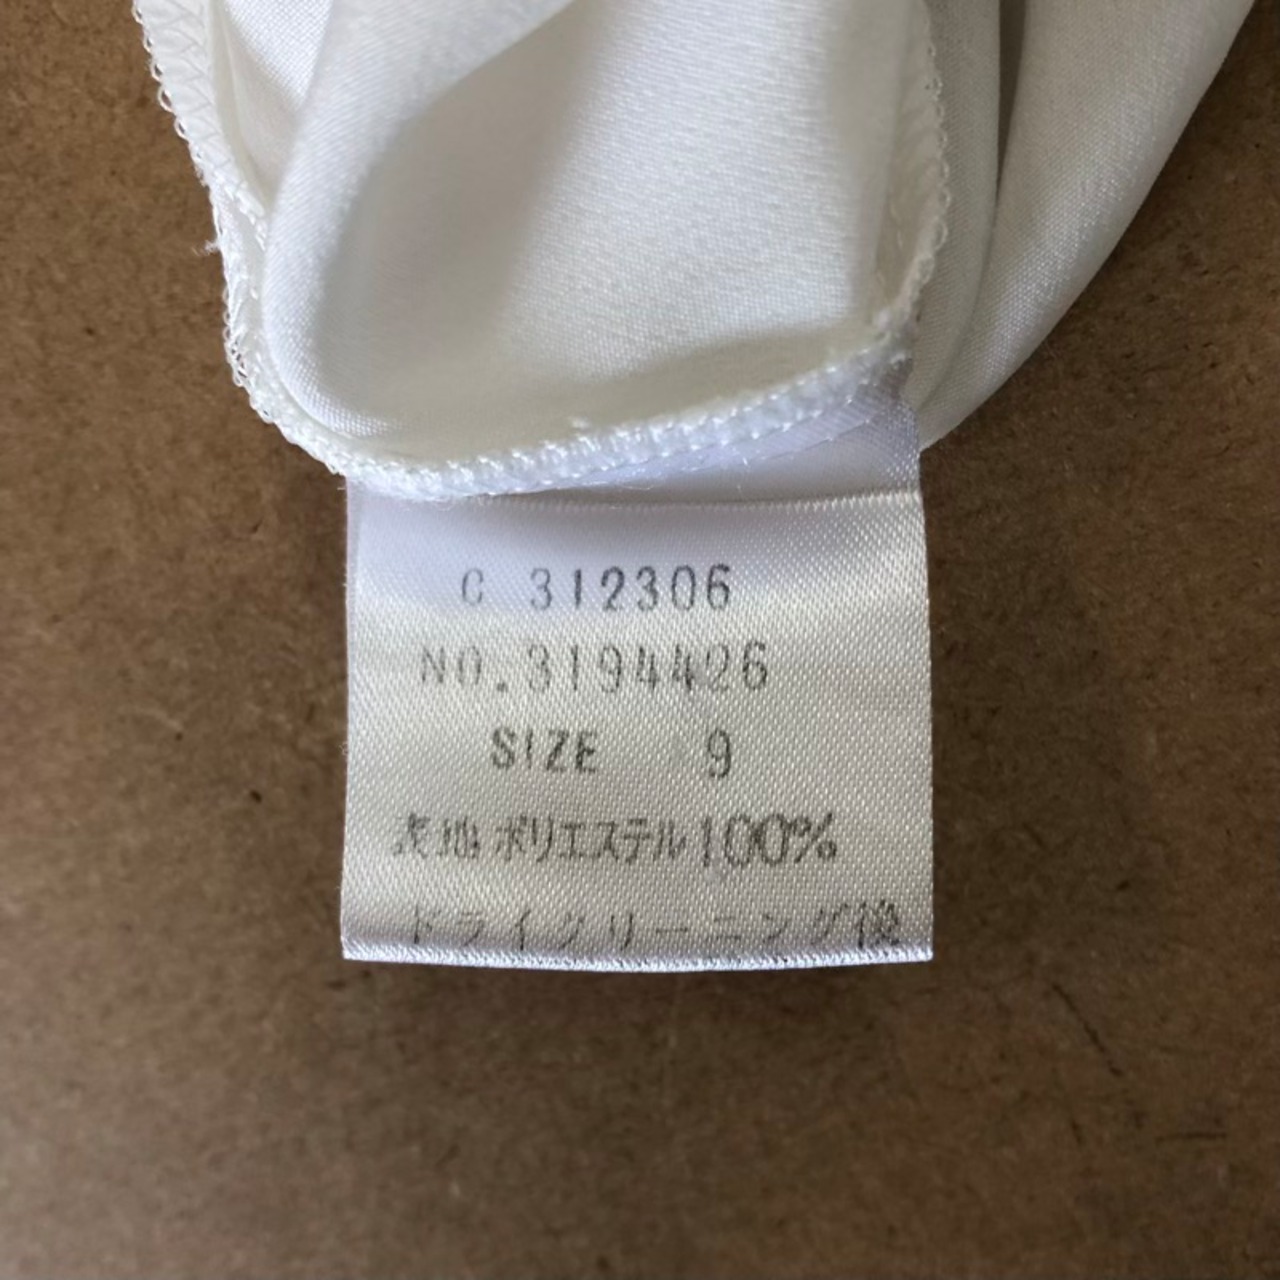 C 312306
NO.3194426
SIZE 9
表地 ポリエステル100%
ドライクリーニング後